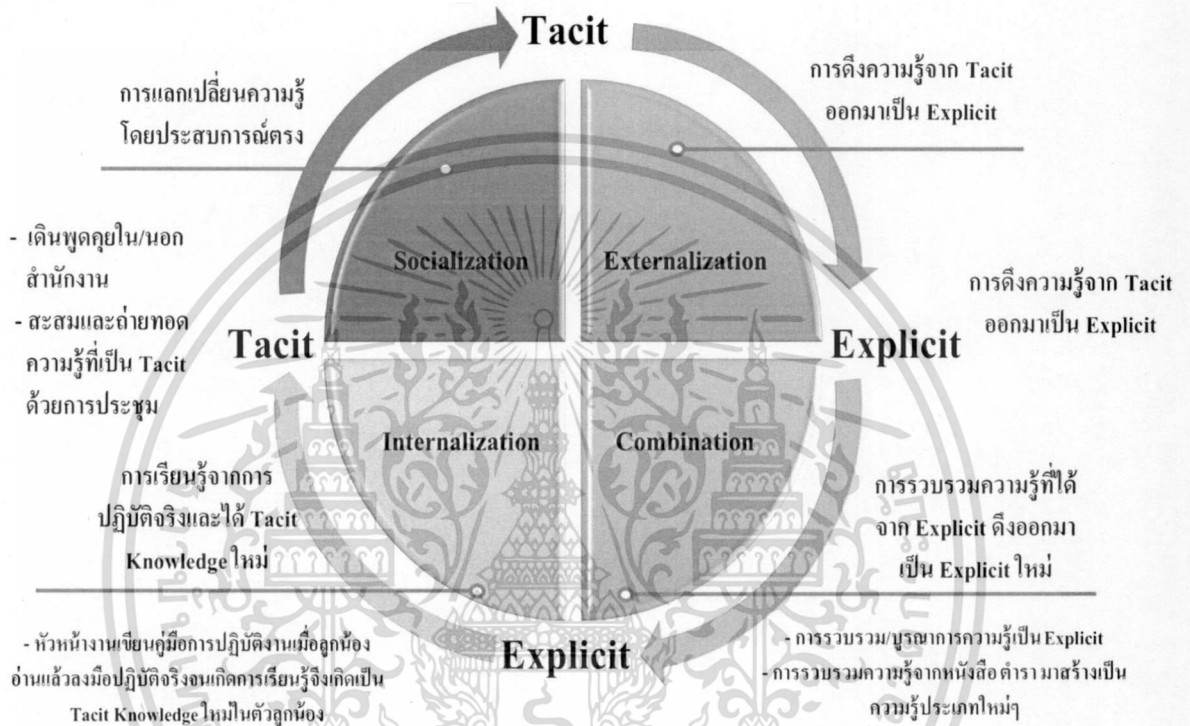 Tacit
การแลกเปลี่ยนความรู้
โดยประสบการณ์ตรง
การดึงความรู้จาก Tacit
ออกมาเป็น Explicit
- เดินพูดคุยใน/นอก
สำนักงาน
- สะสมและถ่ายทอด
ความรู้ที่เป็น Tacit
ด้วยการประชุม
Socialization
Externalization
การดึงความรู้จาก Tacit
ออกมาเป็น Explicit
Tacit
Explicit
Internalization
Combination
การเรียนรู้จากการ
ปฏิบัติจริงและได้ Tacit
Knowledge ใหม่
การรวบรวมความรู้ที่ได้
จาก Explicit ดึงออกมา
เป็น Explicit ใหม่
- หัวหน้างานเขียนคู่มือการปฏิบัติงานเมื่อลูกน้อง
อ่านแล้วลงมือปฏิบัติจริงจนเกิดการเรียนรู้จึงเกิดเป็น
Tacit Knowledge ใหม่ในตัวลูกน้อง
Explicit
- การรวบรวม/บูรณาการความรู้เป็น Explicit
- การรวบรวมความรู้จากหนังสือ ตำรา มาสร้างเป็น
ความรู้ประเภทใหม่ๆ